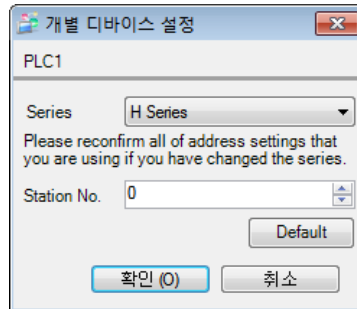 개별 디바이스 설정
PLC1
Series H Series
Please reconfirm all of address settings that
you are using if you have changed the series.
Station No. 0
Default
확인 (O) 취소